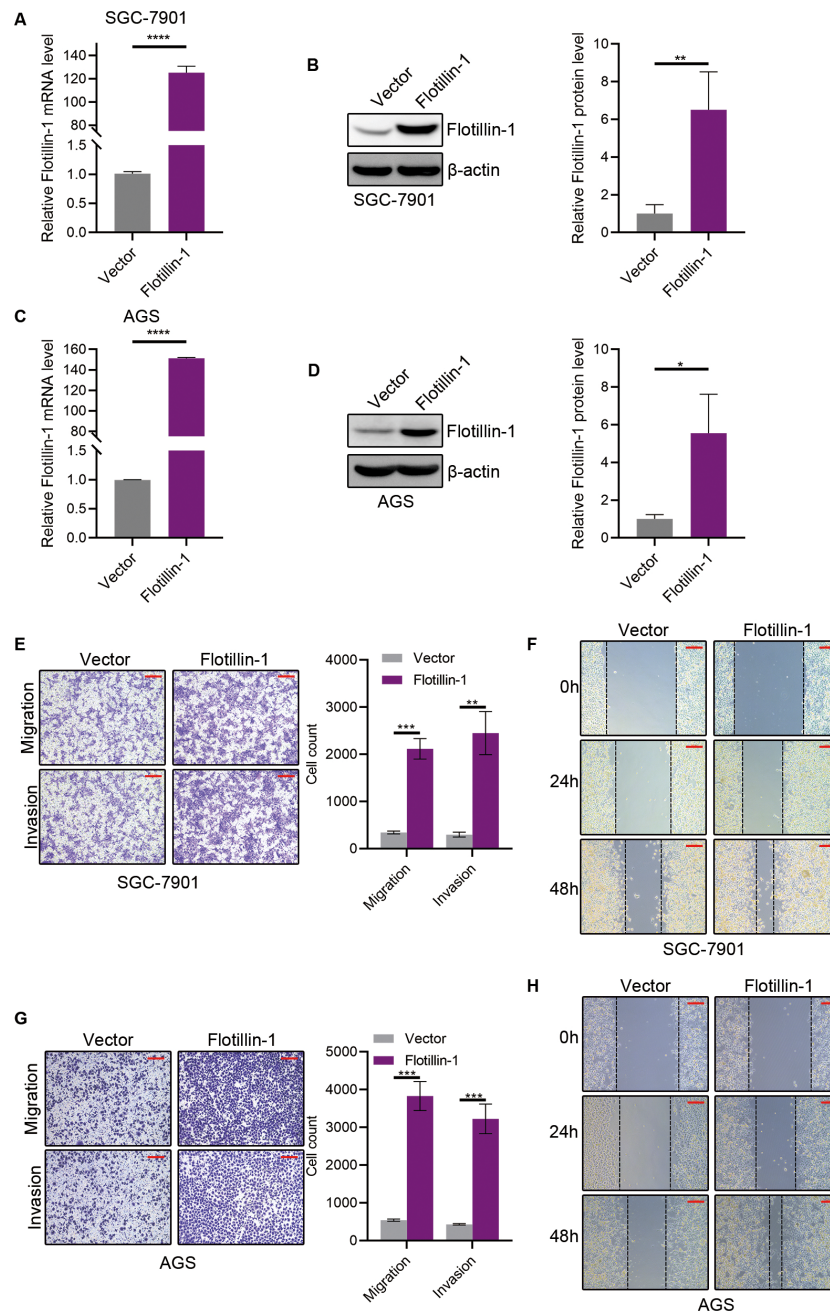 A
SGC-7901
****
Relative Flotillin-1 mRNA level
140
120
100
80
1.5
1.0
0.5
0.0
Vector
Flotillin-1
B
Vector
Flotillin-1
Flotillin-1
β-actin
SGC-7901
**
Relative Flotillin-1 protein level
10
8
6
4
2
0
Vector
Flotillin-1
C
AGS
****
Relative Flotillin-1 mRNA level
160
140
120
100
80
1.5
1.0
0.5
0.0
Vector
Flotillin-1
D
Vector
Flotillin-1
Flotillin-1
β-actin
AGS
*
Relative Flotillin-1 protein level
10
8
6
4
2
0
Vector
Flotillin-1
E
Vector
Flotillin-1
Migration
Invasion
SGC-7901
Cell count
4000
3000
2000
1000
0
Vector
Flotillin-1
***
**
Migration
Invasion
F
Vector
Flotillin-1
0h
24h
48h
SGC-7901
G
Vector
Flotillin-1
Migration
Invasion
AGS
Cell count
5000
4000
3000
2000
1000
0
Vector
Flotillin-1
***
***
Migration
Invasion
H
Vector
Flotillin-1
0h
24h
48h
AGS